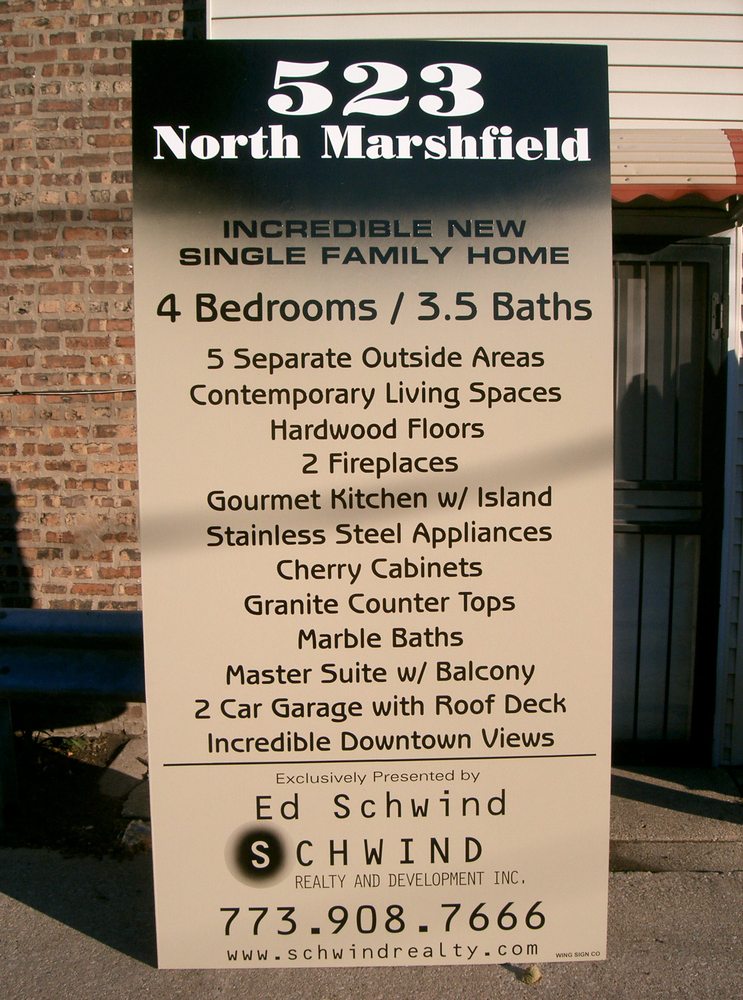 523
North Marshfield
INCREDIBLE NEW
SINGLE FAMILY HOME
4 Bedrooms / 3.5 Baths
5 Separate Outside Areas
Contemporary Living Spaces
Hardwood Floors
2 Fireplaces
Gourmet Kitchen w/ Island
Stainless Steel Appliances
Cherry Cabinets
Granite Counter Tops
Marble Baths
Master Suite w/ Balcony
2 Car Garage with Roof Deck
Incredible Downtown Views
Exclusively Presented by
Ed Schwind
SCHWIND
REALTY AND DEVELOPMENT INC.
773.908.7666
www.schwindrealty.com
WING SIGN CO